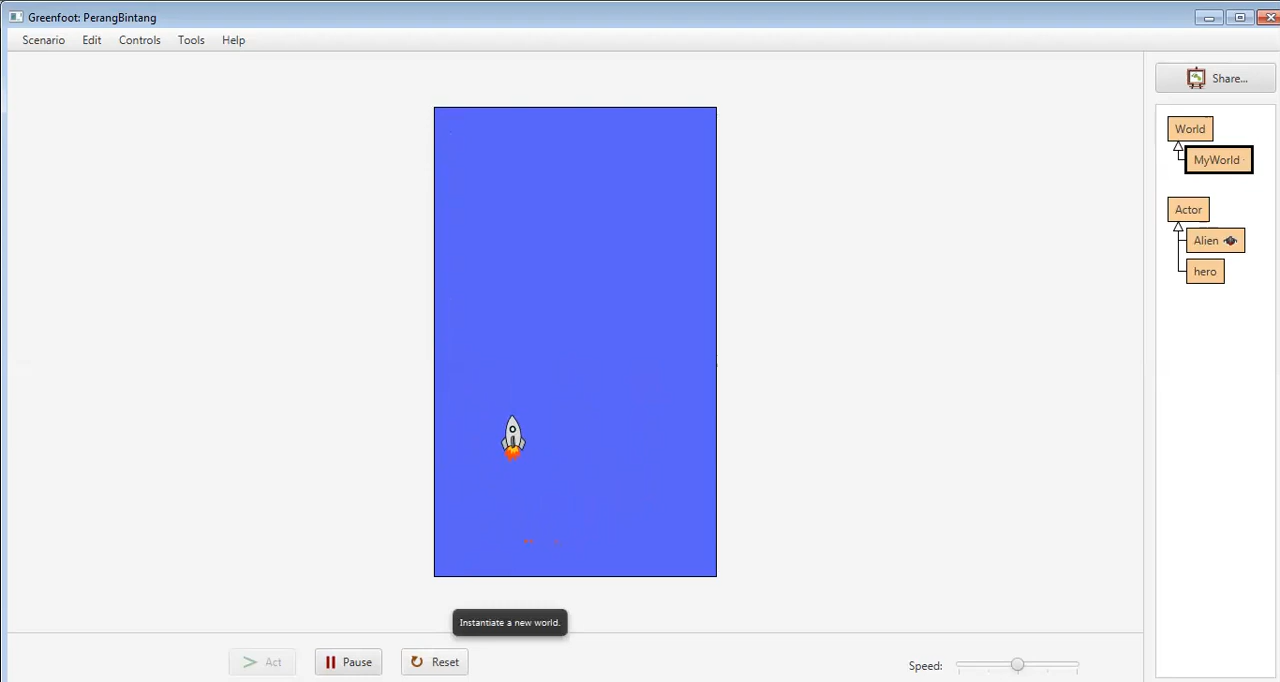 Greenfoot: PerangBintang
Scenario Edit Controls Tools Help
Share...
World
MyWorld
Actor
Alien
hero
Instantiate a new world.
Act Pause Reset Speed: